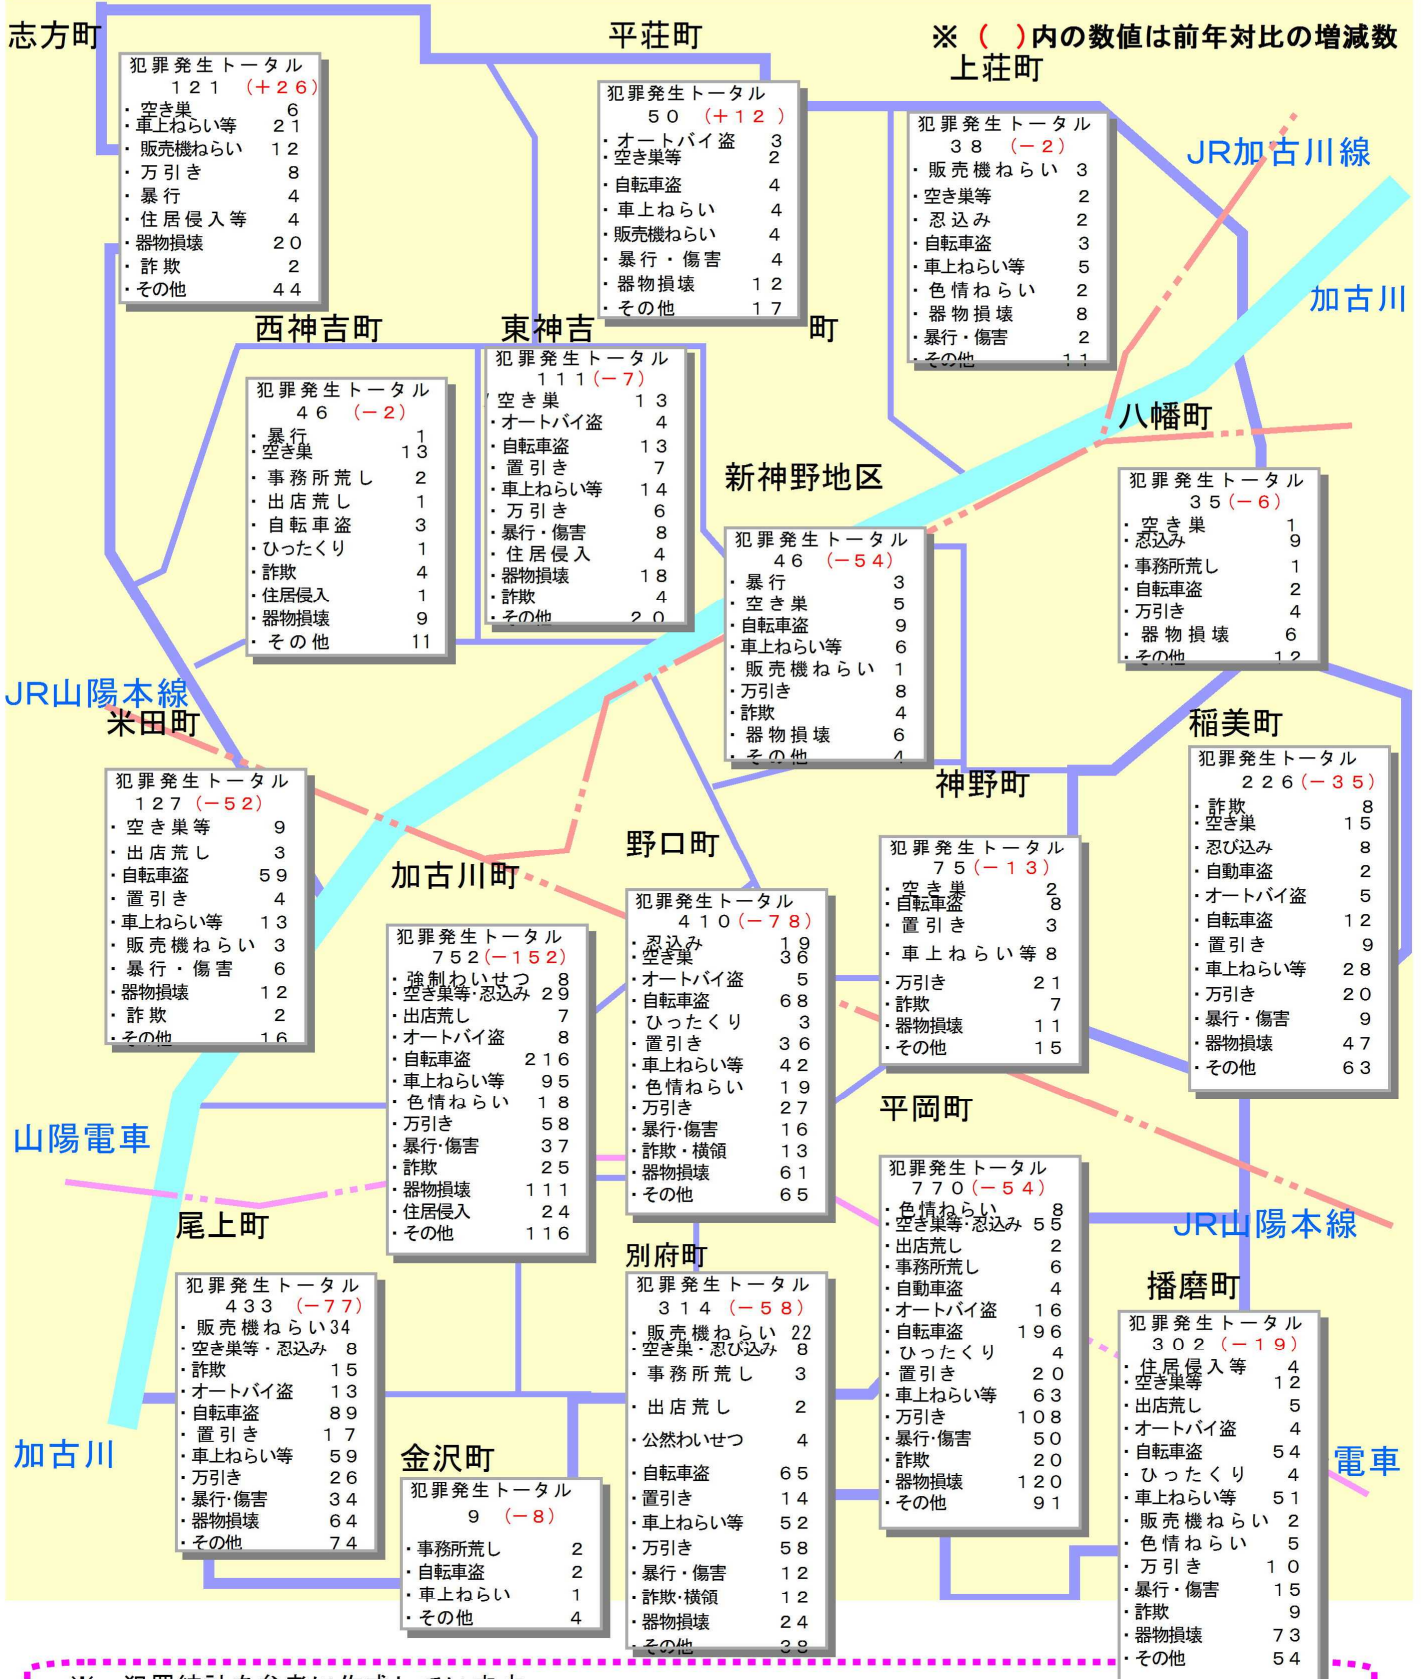 ※ （ ）内の数値は前年対比の増減数
志方町
犯罪発生トータル
１２１ （＋２６）
・ 空き巣 ６
・車上ねらい等 ２１
・ 販売機ねらい １２
・ 万引き ８
・ 暴行 ４
・ 住居侵入等 ４
・器物損壊 ２０
・ 詐欺 ２
・その他 ４４
平荘町
犯罪発生トータル
５０ （＋１２ ）
・オートバイ盗 ３
・空き巣等 ２
・自転車盗 ４
・車上ねらい ４
・販売機ねらい ４
・暴行・傷害 ４
・器物損壊 １２
・その他 １７
町
上荘町
犯罪発生トータル
３８ （－２）
・販売機ねらい ３
・空き巣等 ２
・ 忍込み ２
・自転車盗 ３
・車上ねらい等 ５
・色情ねらい ２
・器物損壊 ８
・暴行・傷害 ２
・その他 １１
JR加古川線
加古川
西神吉町
犯罪発生トータル
４６ （－２）
・ 暴行 １
・空き巣 １３
・事務所荒し ２
・出店荒し １
・自転車盗 ３
・ひったくり １
・詐欺 ４
・住居侵入 １
・器物損壊 ９
・その他 11
東神吉
犯罪発生トータル
１１１（－７）
空き巣 １３
・オートバイ盗 ４
・自転車盗 １３
・置引き ７
・車上ねらい等 １４
・万引き ６
・暴行・傷害 ８
・住居侵入 ４
・器物損壊 １８
・詐欺 ４
・その他 ２０
新神野地区
犯罪発生トータル
４６ （－５４）
・ 暴行 ３
・ 空き巣 ５
・自転車盗 ９
・車上ねらい等 ６
・ 販売機ねらい １
・万引き ８
・詐欺 ４
・ 器物損壊 ６
・ その他 ４
八幡町
犯罪発生トータル
３５（－６）
・ 空き巣 １
・忍込み ９
・事務所荒し １
・自転車盗 ２
・万引き ４
・ 器物損壊 ６
・その他 １２
JR山陽本線
米田町
犯罪発生トータル
１２７（－５２）
・空き巣等 ９
・出店荒し ３
・自転車盗 ５９
・置引き ４
・車上ねらい等 １３
・販売機ねらい ３
・暴行・傷害 ６
・器物損壊 １２
・詐欺 ２
・その他 １６
加古川町
犯罪発生トータル
７５２（－１５２）
・強制わいせつ ８
・空き巣等・忍込み ２９
・出店荒し ７
・オートバイ盗 ８
・自転車盗 ２１６
・車上ねらい等 ９５
・色情ねらい １８
・万引き ５８
・暴行・傷害 ３７
・詐欺 ２５
・器物損壊 １１１
・住居侵入 ２４
・その他 １１６
野口町
犯罪発生トータル
４１０（－７８）
・忍込み １９
・空き巣 ３６
・オートバイ盗 ５
・自転車盗 ６８
・ひったくり ３
・置引き ３６
・車上ねらい等 ４２
・色情ねらい １９
・万引き ２７
・暴行・傷害 １６
・詐欺・横領 １３
・器物損壊 ６１
・その他 ６５
神野町
犯罪発生トータル
７５（－１３）
・ 空き巣 ２
・自転車盗 ８
・ 置引き ３
・車上ねらい等 ８
・万引き ２１
・詐欺 ７
・器物損壊 １１
・その他 １５
稲美町
犯罪発生トータル
２２６（－３５）
・詐欺 ８
・空き巣 １５
・忍び込み ８
・自動車盗 ２
・オートバイ盗 ５
・自転車盗 １２
・置引き ９
・車上ねらい等 ２８
・万引き ２０
・暴行・傷害 ９
・器物損壊 ４７
・その他 ６３
山陽電車
尾上町
犯罪発生トータル
４３３ （－７７）
・ 販売機ねらい34
・空き巣等・忍込み ８
・詐欺 １５
・オートバイ盗 １３
・自転車盗 ８９
・置引き １７
・車上ねらい等 ５９
・万引き ２６
・暴行・傷害 ３４
・器物損壊 ６４
・その他 ７４
加古川
金沢町
犯罪発生トータル
９ （－８）
・事務所荒し ２
・自転車盗 ２
・車上ねらい １
・その他 ４
別府町
犯罪発生トータル
３１４ （－５８）
・ 販売機ねらい 22
・空き巣・忍び込み ８
・事務所荒し ３
・出店荒し ２
・公然わいせつ ４
・自転車盗 ６５
・置引き １４
・車上ねらい等 ５２
・万引き ５８
・暴行・傷害 １２
・詐欺・横領 １２
・器物損壊 ２４
・その他 ３８
平岡町
犯罪発生トータル
７７０（－５４）
・色情ねらい ８
・空き巣等・忍込み ５５
・出店荒し ２
・事務所荒し ６
・自動車盗 ４
・オートバイ盗 １６
・自転車盗 １９６
・ひったくり ４
・置引き ２０
・車上ねらい等 ６３
・万引き １０８
・暴行・傷害 ５０
・詐欺 ２０
・器物損壊 １２０
・その他 ９１
JR山陽本線
播磨町
犯罪発生トータル
３０２（－１９）
・住居侵入等 ４
・空き巣等 １２
・出店荒し ５
・オートバイ盗 ４
・自転車盗 ５４
・ひったくり ４
・車上ねらい等 ５１
・販売機ねらい ２
・色情ねらい ５
・万引き １０
・暴行・傷害 １５
・詐欺 ９
・器物損壊 ７３
・その他 ５４
電車